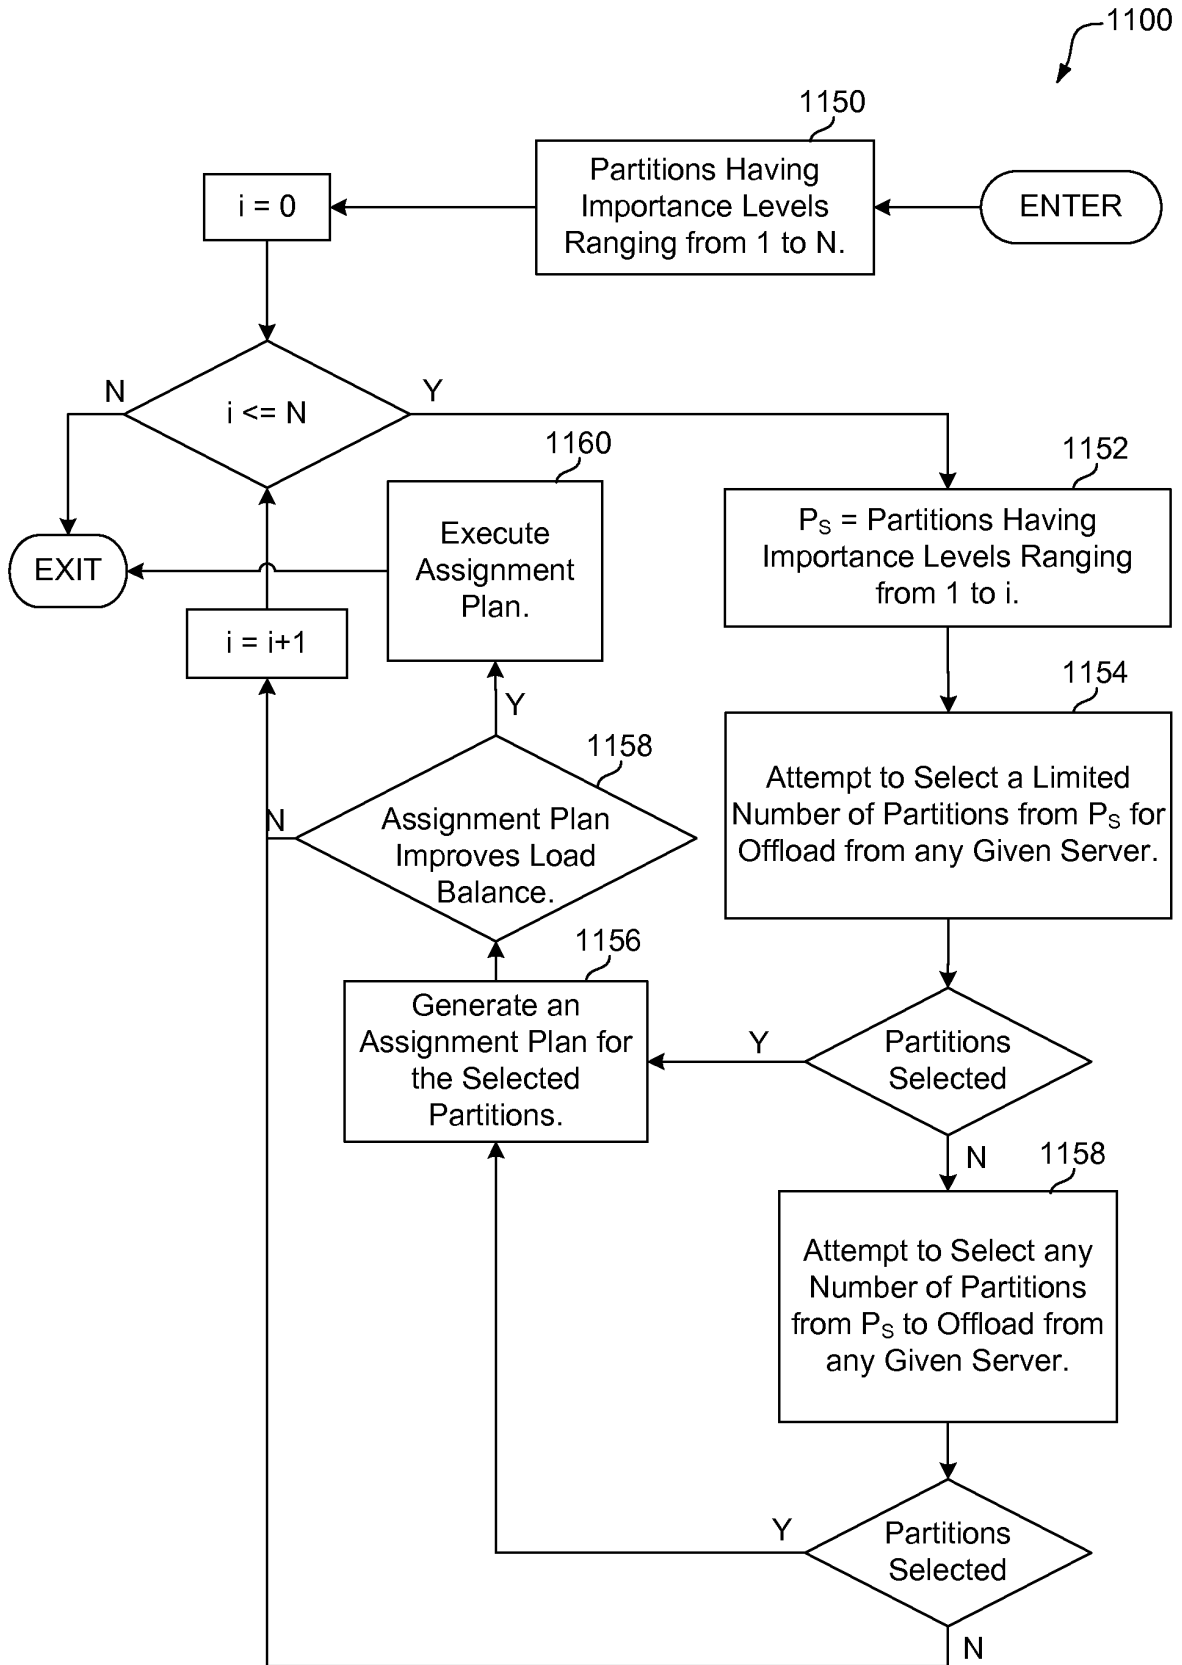 1100
1150
Partitions Having
Importance Levels
Ranging from 1 to N.
ENTER
i = 0
i <= N
N
Y
EXIT
1160
Execute
Assignment
Plan.
i = i+1
1152
PS = Partitions Having
Importance Levels Ranging
from 1 to i.
1154
Attempt to Select a Limited
Number of Partitions from PS for
Offload from any Given Server.
Y
1158
Assignment Plan
Improves Load
Balance.
N
1156
Generate an
Assignment Plan for
the Selected
Partitions.
Y
Partitions
Selected
N
1158
Attempt to Select any
Number of Partitions
from PS to Offload from
any Given Server.
Y
Partitions
Selected
N